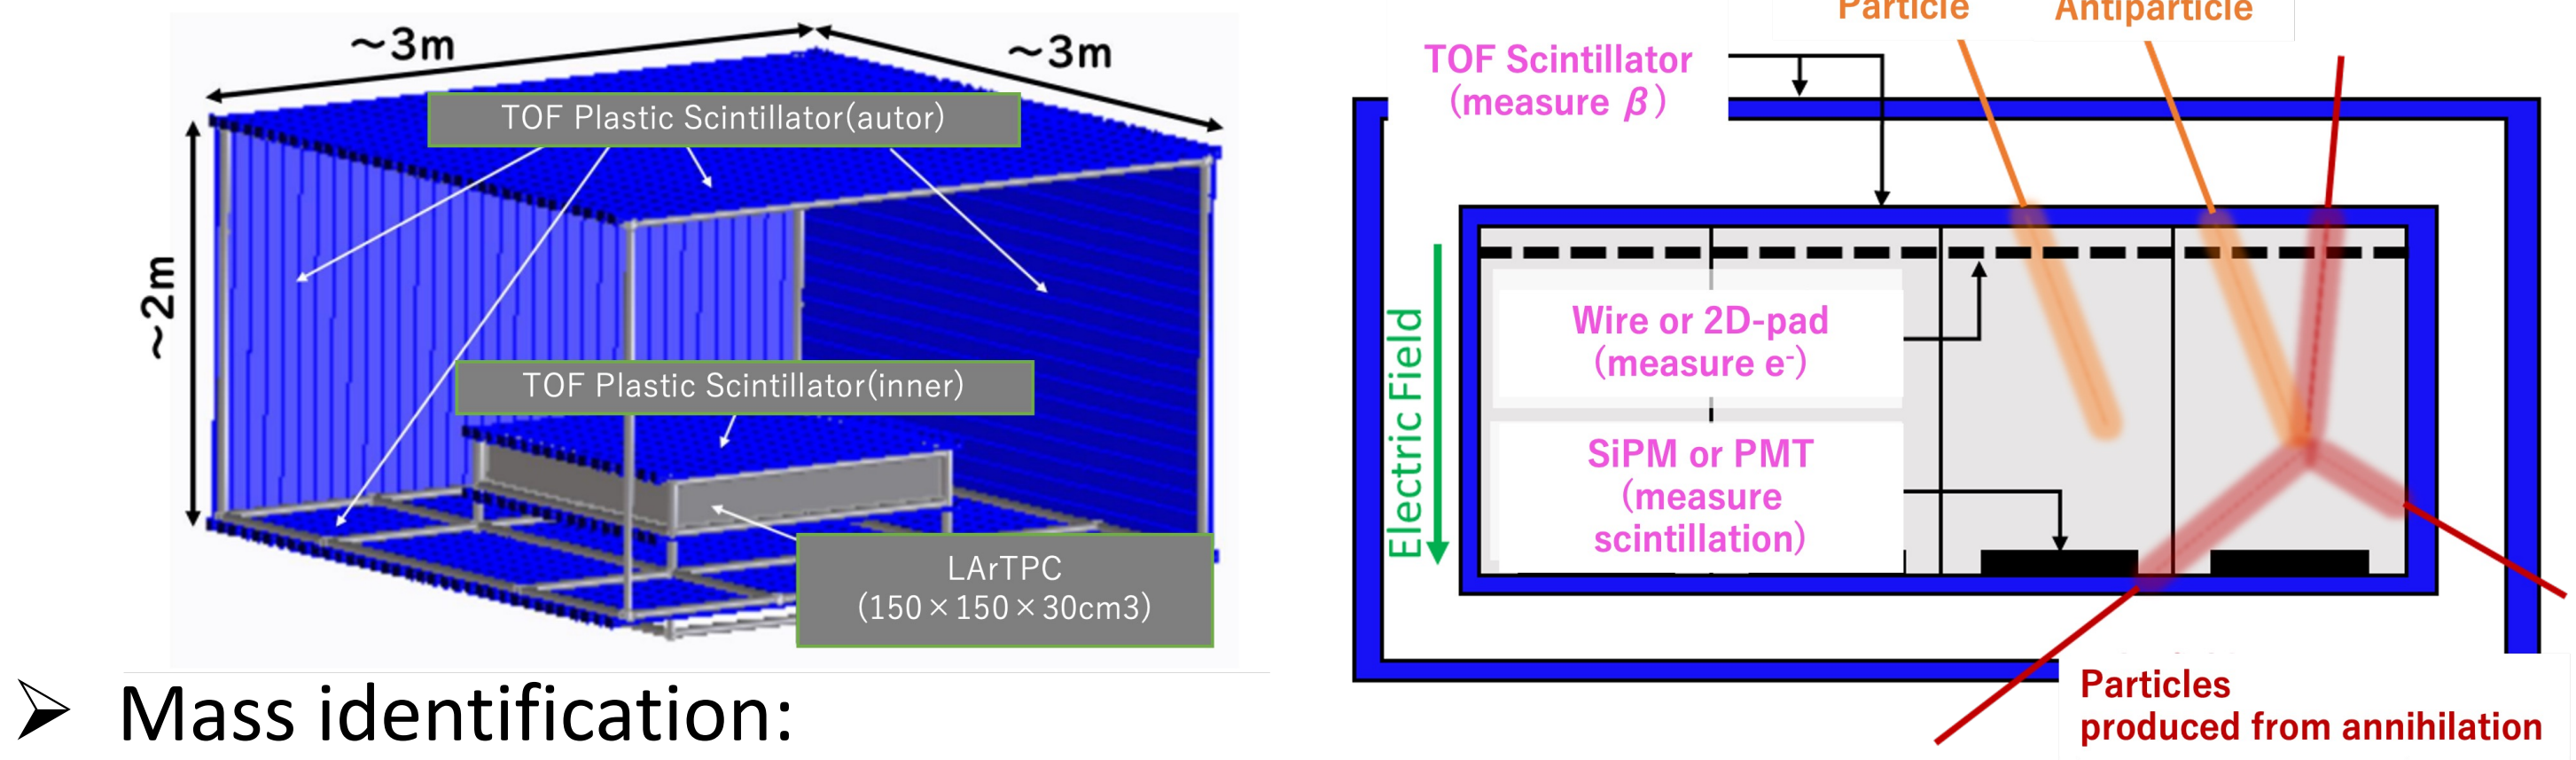 ~3m
~3m
TOF Plastic Scintillator(autor)
~2m
TOF Plastic Scintillator(inner)
LArTPC
(150×150×30cm3)
➢ Mass identification:
Particle
Antiparticle
TOF Scintillator
(measure β)
Wire or 2D-pad
(measure e-)
Electric Field
SiPM or PMT
(measure
scintillation)
Particles
produced from annihilation